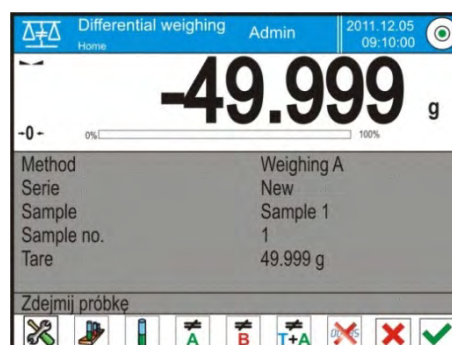 Differential weighing Admin 2011.12.05
Home 09:10:00
-49.999 g
-0- 0% 100%
Method Weighing A
Serie New
Sample Sample 1
Sample no. 1
Tare 49.999 g
Zdejmij próbkę
A B T+A